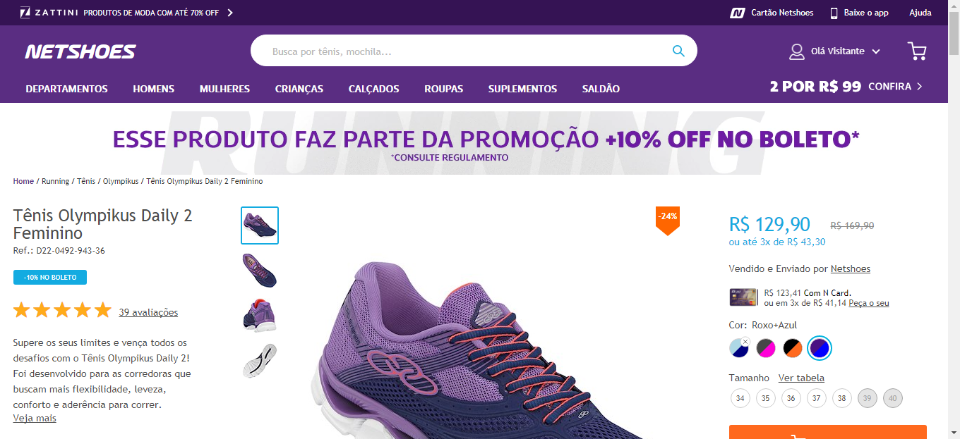 ZATTINI PRODUTOS DE MODA COM ATÉ 70% OFF
Cartão Netshoes
Baixe o app
Ajuda
NETSHOES
Busca por tênis, mochila...
Olá Visitante
DEPARTAMENTOS HOMENS MULHERES CRIANÇAS CALÇADOS ROUPAS SUPLEMENTOS SALDÃO
2 POR R$ 99 CONFIRA
RUNNING
ESSE PRODUTO FAZ PARTE DA PROMOÇÃO +10% OFF NO BOLETO*
*CONSULTE REGULAMENTO
Home / Running / Tênis / Olympikus / Tênis Olympikus Daily 2 Feminino
Tênis Olympikus Daily 2
Feminino
Ref.: D22-0492-943-36
-10% NO BOLETO
39 avaliações
Supere os seus limites e vença todos os
desafios com o Tênis Olympikus Daily 2!
Foi desenvolvido para as corredoras que
buscam mais flexibilidade, leveza,
conforto e aderência para correr.
Veja mais
-24%
R$ 129,90 R$ 169,90
ou até 3x de R$ 43,30
Vendido e Enviado por Netshoes
R$ 123,41 Com N Card.
ou em 3x de R$ 41,14 Peça o seu
Cor: Roxo+Azul
Tamanho Ver tabela
34 35 36 37 38 39 40